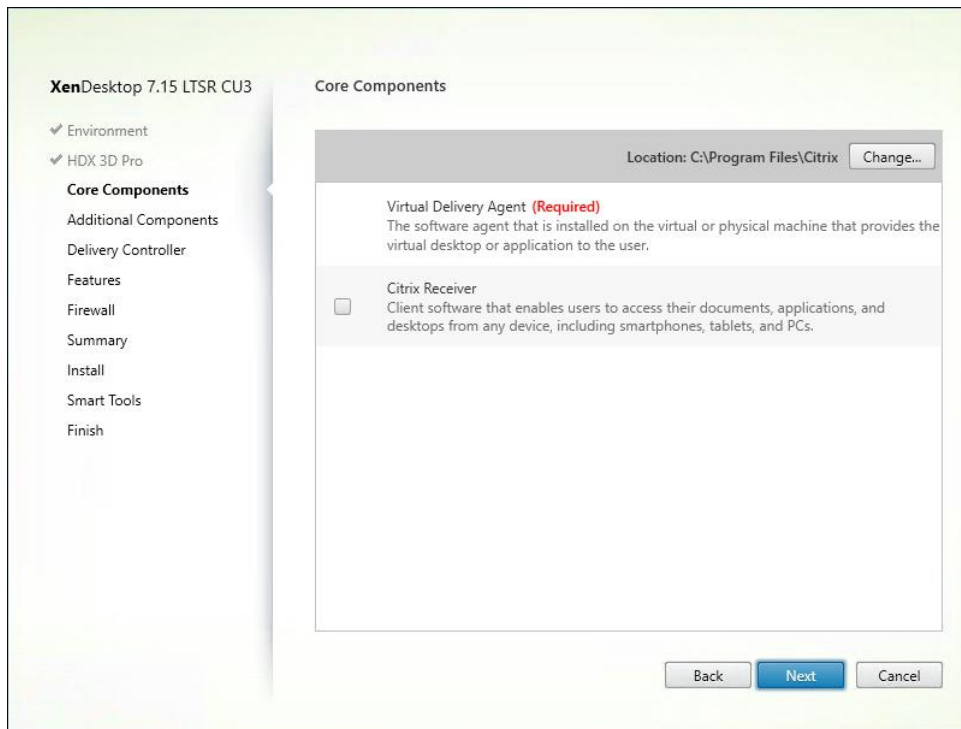 XenDesktop 7.15 LTSR CU3
Environment
HDX 3D Pro
Core Components
Additional Components
Delivery Controller
Features
Firewall
Summary
Install
Smart Tools
Finish
Core Components
Location: C:\Program Files\Citrix
Change...
Virtual Delivery Agent (Required)
The software agent that is installed on the virtual or physical machine that provides the
virtual desktop or application to the user.
Citrix Receiver
Client software that enables users to access their documents, applications, and
desktops from any device, including smartphones, tablets, and PCs.
Back
Next
Cancel